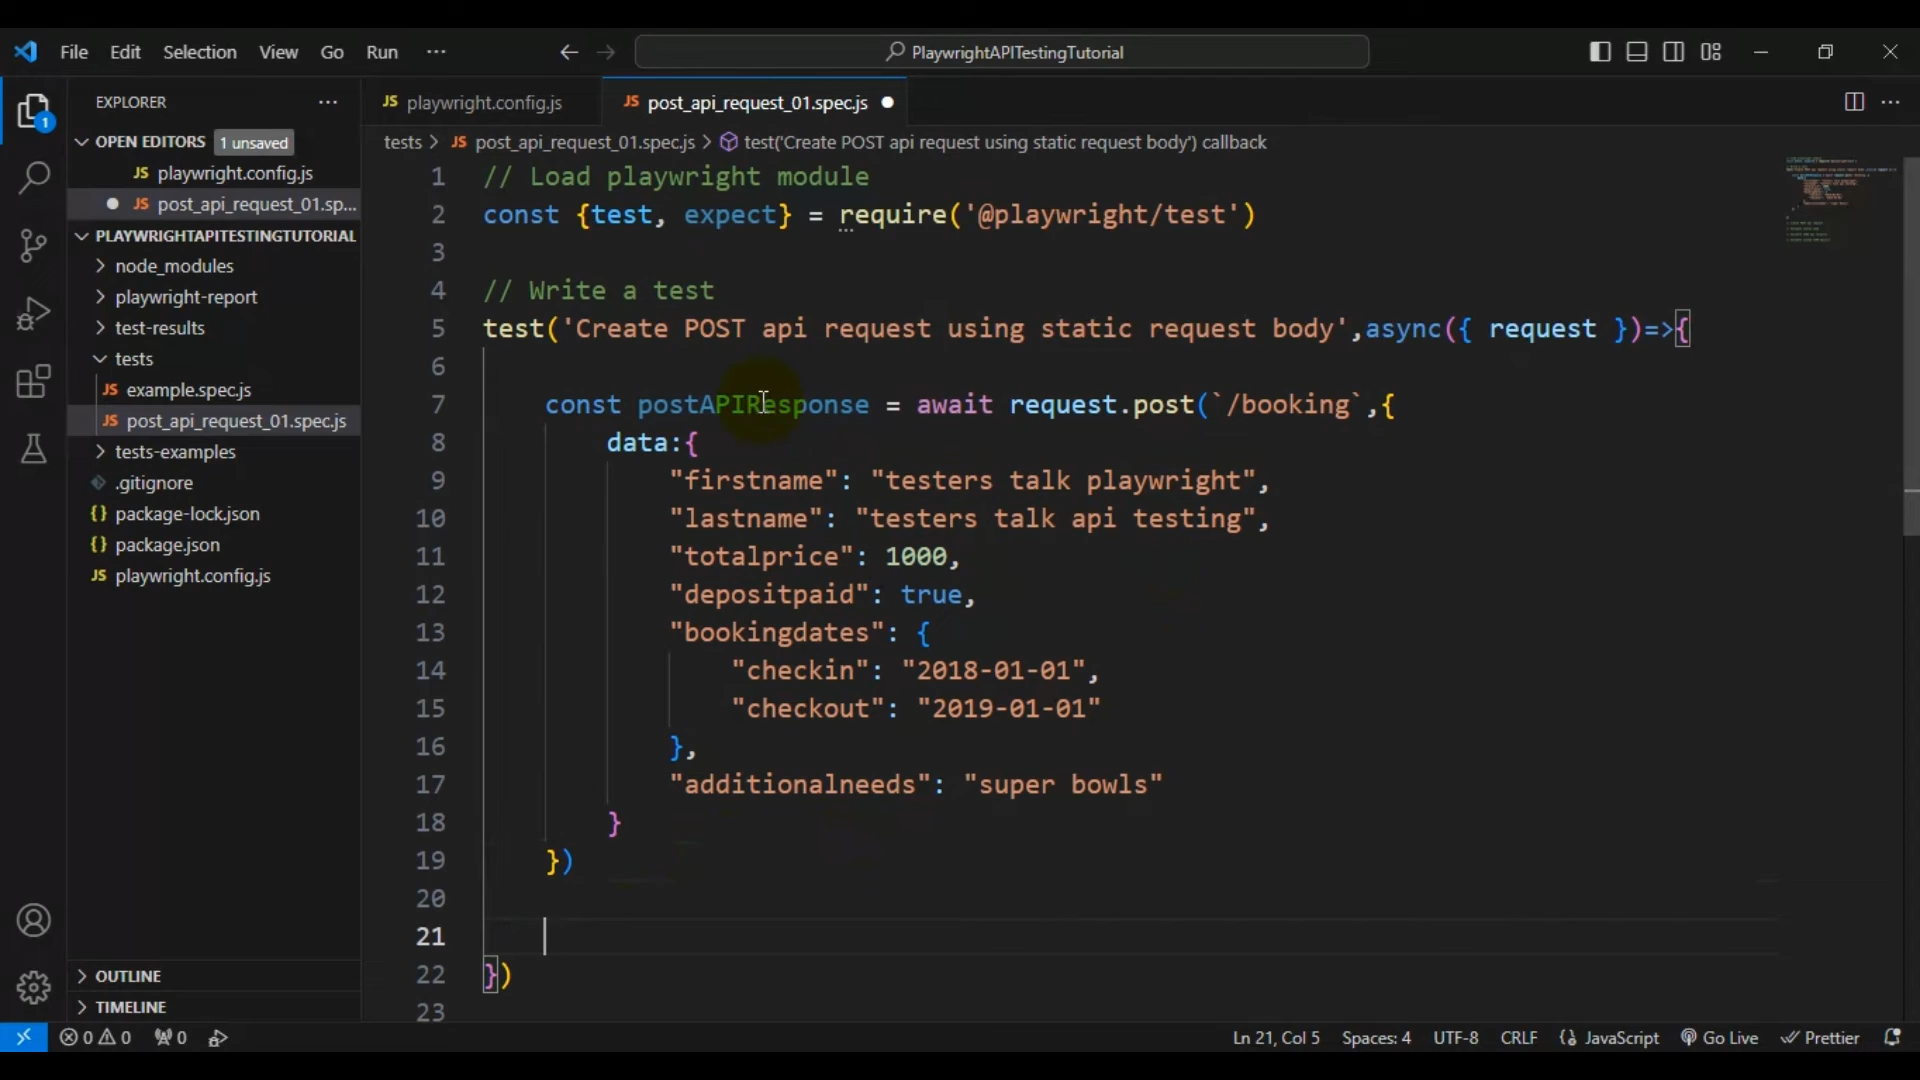 File Edit Selection View Go Run ··· PlaywrightAPITestingTutorial
EXPLORER ···
1
OPEN EDITORS 1 unsaved
JS playwright.config.js
JS post_api_request_01.sp...
PLAYWRIGHTAPITESTINGTUTORIAL
node_modules
playwright-report
test-results
tests
JS example.spec.js
JS post_api_request_01.spec.js
tests-examples
.gitignore
{} package-lock.json
{} package.json
JS playwright.config.js
OUTLINE
TIMELINE
JS playwright.config.js JS post_api_request_01.spec.js ···
tests > JS post_api_request_01.spec.js > test('Create POST api request using static request body') callback
1 // Load playwright module
2 const {test, expect} = require('@playwright/test')
3
4 // Write a test
5 test('Create POST api request using static request body',async({ request })=>{
6
7 const postAPIResponse = await request.post(`/booking`,{
8 data:{
9 "firstname": "testers talk playwright",
10 "lastname": "testers talk api testing",
11 "totalprice": 1000,
12 "depositpaid": true,
13 "bookingdates": {
14 "checkin": "2018-01-01",
15 "checkout": "2019-01-01"
16 },
17 "additionalneeds": "super bowls"
18 }
19 })
20
21
22 })
23
0 0 0 Ln 21, Col 5 Spaces: 4 UTF-8 CRLF JavaScript Go Live Prettier